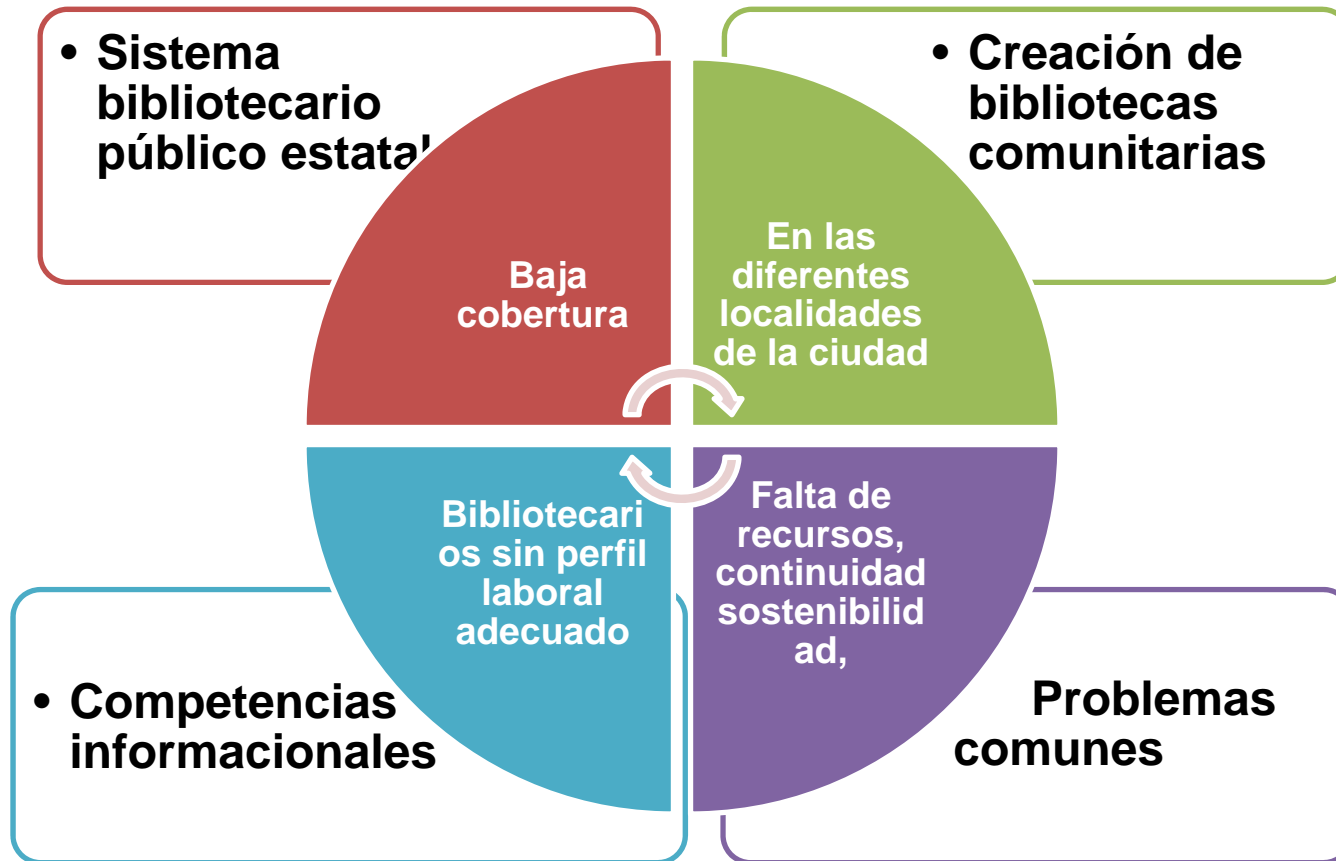 • Sistema
bibliotecario
público estatal
Baja
cobertura
• Creación de
bibliotecas
comunitarias
En las
diferentes
localidades
de la ciudad
Bibliotecari
os sin perfil
laboral
adecuado
• Competencias
informacionales
Falta de
recursos,
continuidad
sostenibilid
ad,
Problemas
comunes